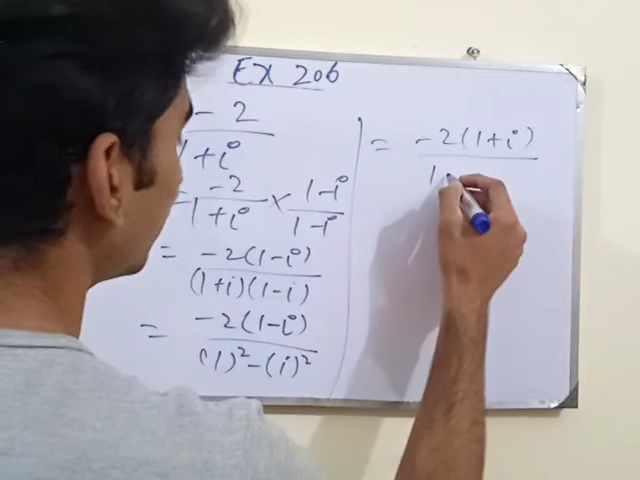 Ex 206
-2
1+i
= -2/1+i × 1-i/1-i
= -2(1-i)
(1+i)(1-i)
= -2(1-i)
(1)²-(i)²
= -2(1+i)
1